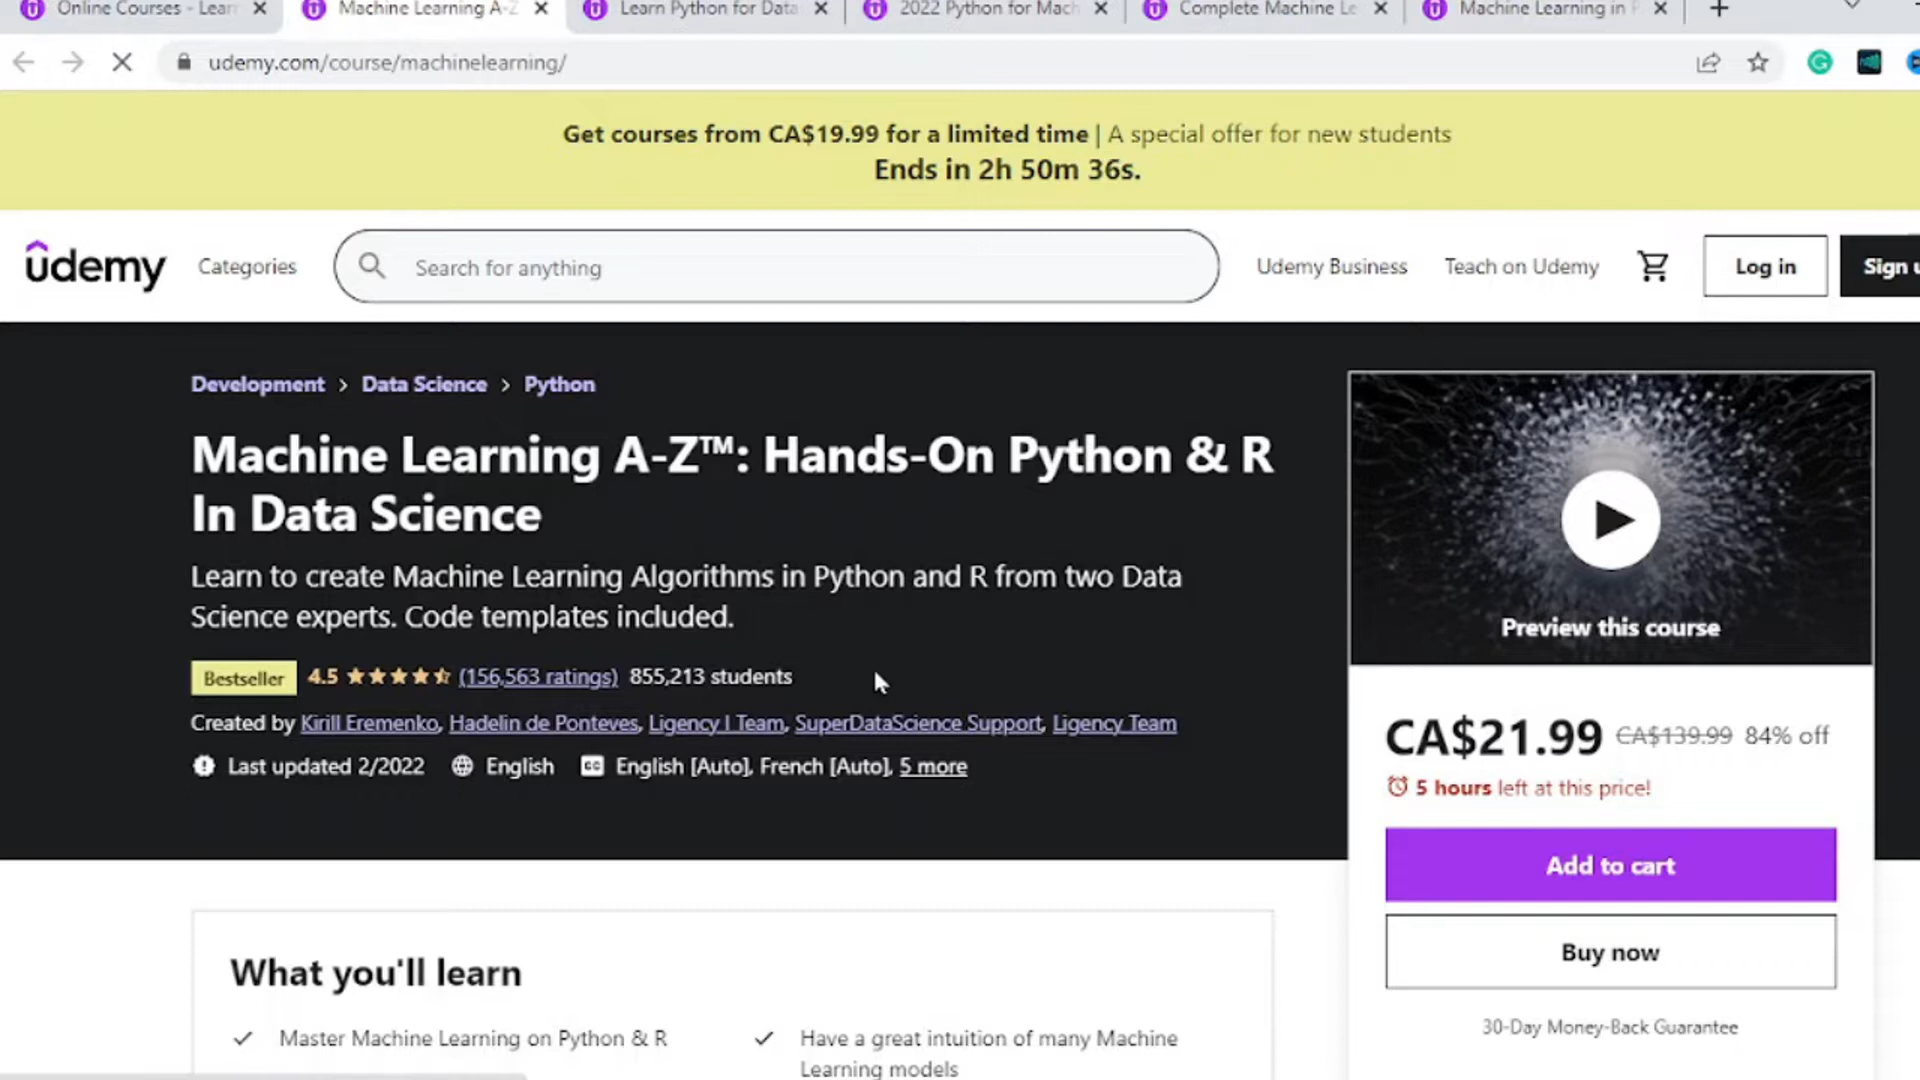 Online Courses - Lear
Machine Learning A-Z
Learn Python for Data
2022 Python for Mach
Complete Machine Le
Machine Learning in P
udemy.com/course/machinelearning/
Get courses from CA$19.99 for a limited time | A special offer for new students
Ends in 2h 50m 36s.
ûdemy
Categories
Search for anything
Udemy Business
Teach on Udemy
Log in
Sign u
Development > Data Science > Python
Machine Learning A-Z™: Hands-On Python & R
In Data Science
Learn to create Machine Learning Algorithms in Python and R from two Data
Science experts. Code templates included.
Bestseller 4.5 (156,563 ratings) 855,213 students
Created by Kirill Eremenko, Hadelin de Ponteves, Ligency I Team, SuperDataScience Support, Ligency Team
Last updated 2/2022 English CC English [Auto], French [Auto], 5 more
Preview this course
CA$21.99 CA$139.99 84% off
5 hours left at this price!
Add to cart
Buy now
30-Day Money-Back Guarantee
What you'll learn
Master Machine Learning on Python & R
Have a great intuition of many Machine
Learning models